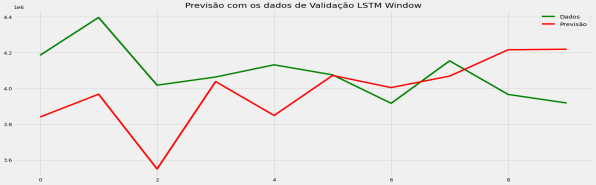 Previsão com os dados de Validação LSTM Window
1e6
Dados
Previsão
4.4
4.2
4.0
3.8
3.6
0 2 4 6 8